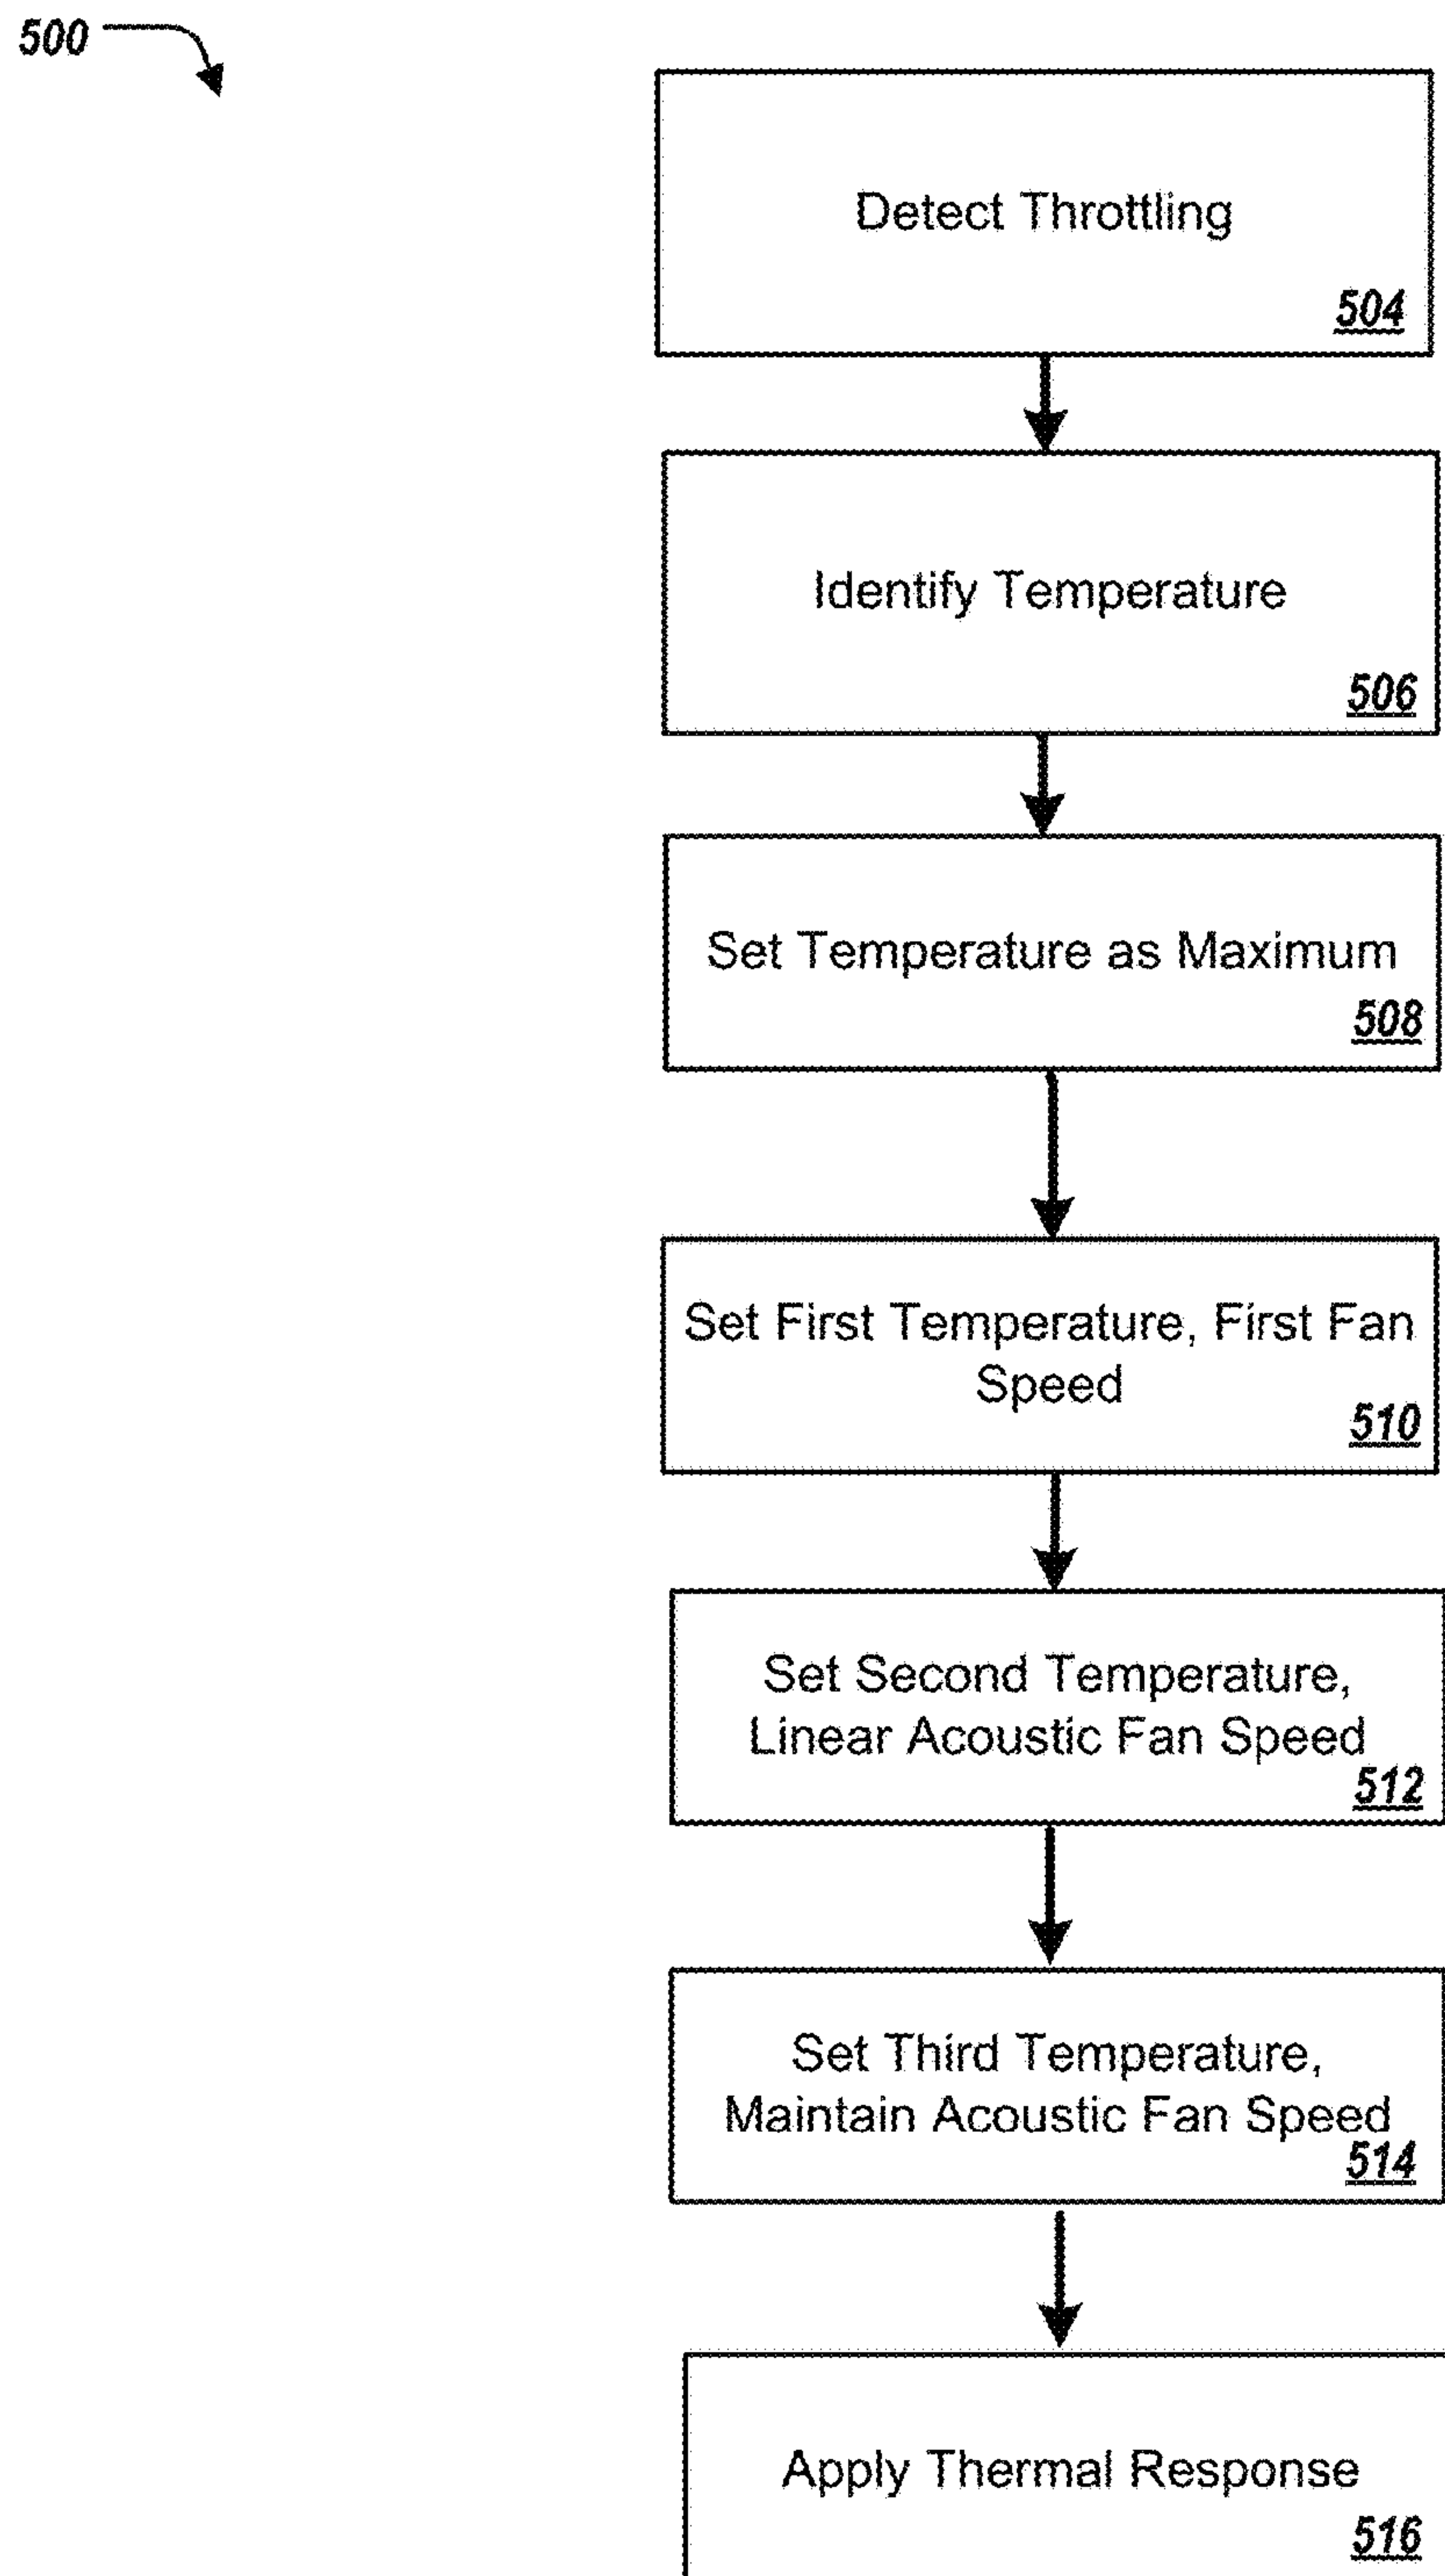 500
Detect Throttling
504
Identify Temperature
506
Set Temperature as Maximum
508
Set First Temperature, First Fan
Speed
510
Set Second Temperature,
Linear Acoustic Fan Speed
512
Set Third Temperature,
Maintain Acoustic Fan Speed
514
Apply Thermal Response
516